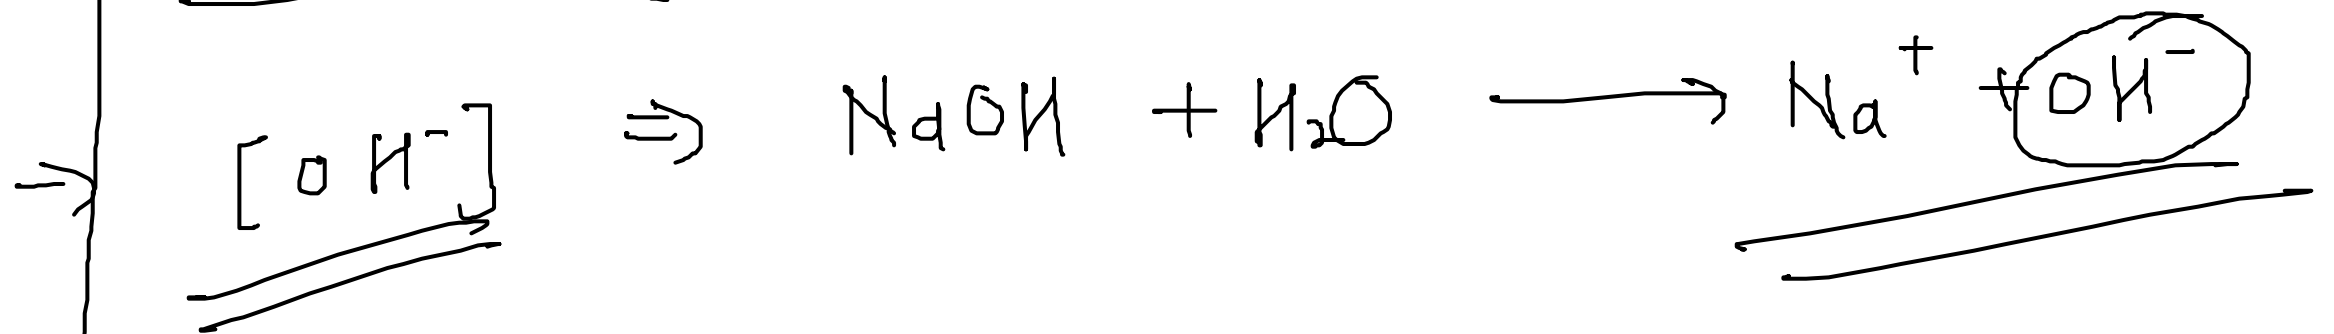 → [OH⁻] ⇒ NaOH + H₂O ⟶ Na⁺ + OH⁻